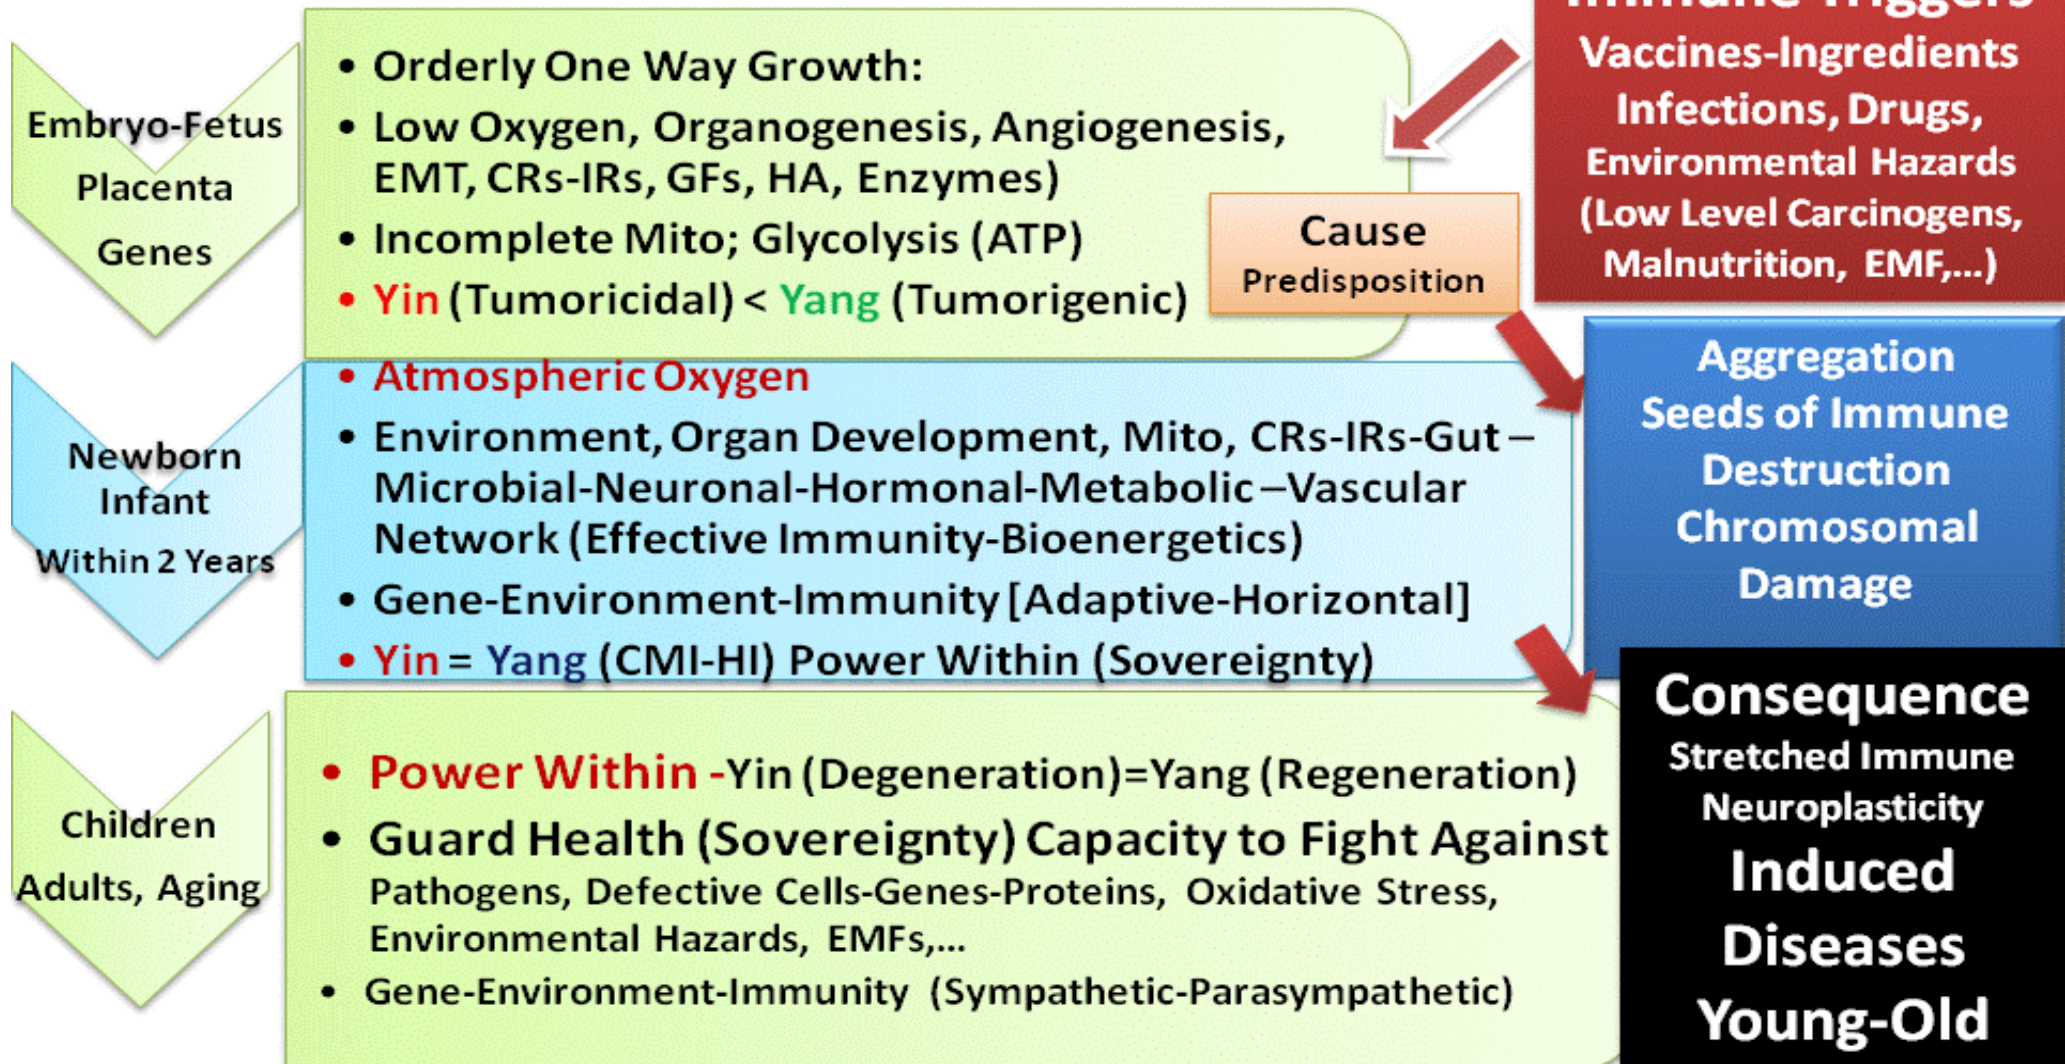 Embryo-Fetus
Placenta
Genes
• Orderly One Way Growth:
• Low Oxygen, Organogenesis, Angiogenesis,
EMT, CRs-IRs, GFs, HA, Enzymes)
• Incomplete Mito; Glycolysis (ATP)
• Yin (Tumoricidal) < Yang (Tumorigenic)
Immune Triggers
Vaccines-Ingredients
Infections, Drugs,
Environmental Hazards
(Low Level Carcinogens,
Malnutrition, EMF,...)
Cause
Predisposition
Newborn
Infant
Within 2 Years
• Atmospheric Oxygen
• Environment, Organ Development, Mito, CRs-IRs-Gut –
Microbial-Neuronal-Hormonal-Metabolic–Vascular
Network (Effective Immunity-Bioenergetics)
• Gene-Environment-Immunity [Adaptive-Horizontal]
• Yin = Yang (CMI-HI) Power Within (Sovereignty)
Aggregation
Seeds of Immune
Destruction
Chromosomal
Damage
Children
Adults, Aging
• Power Within -Yin (Degeneration)=Yang (Regeneration)
• Guard Health (Sovereignty) Capacity to Fight Against
Pathogens, Defective Cells-Genes-Proteins, Oxidative Stress,
Environmental Hazards, EMFs,...
• Gene-Environment-Immunity (Sympathetic-Parasympathetic)
Consequence
Stretched Immune
Neuroplasticity
Induced
Diseases
Young-Old